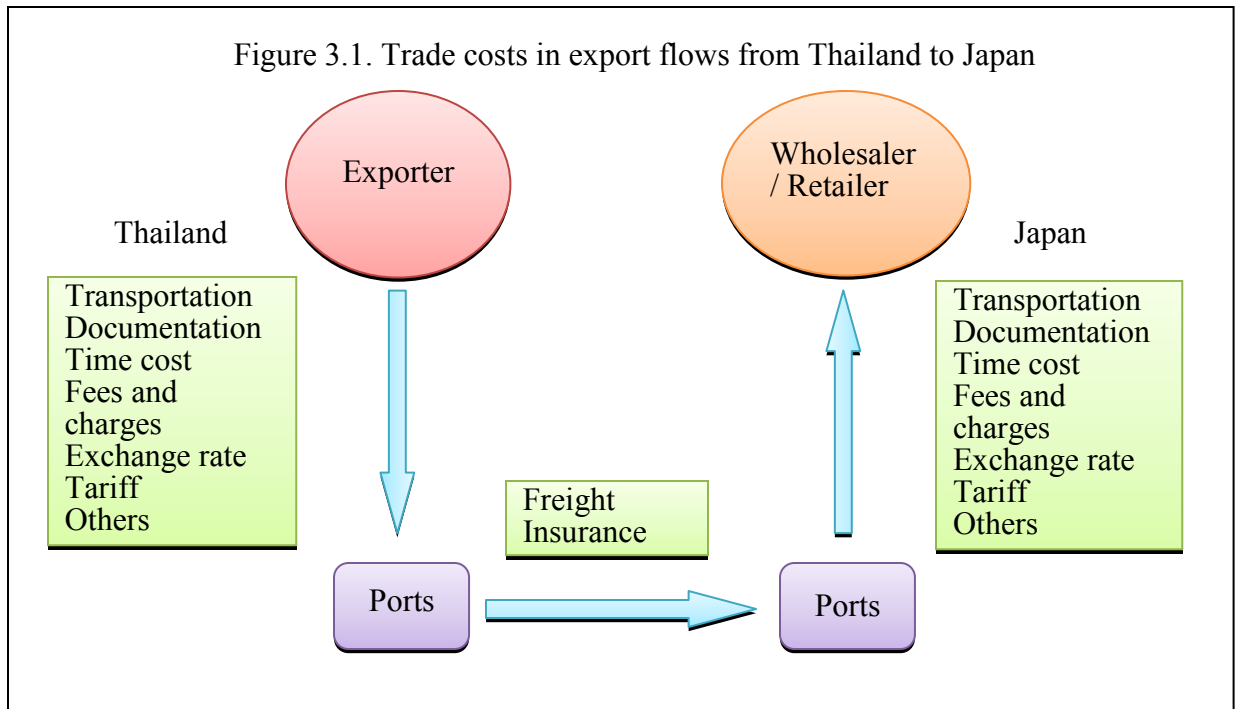 Figure 3.1. Trade costs in export flows from Thailand to Japan
Exporter
Wholesaler
/ Retailer
Thailand
Japan
Transportation
Documentation
Time cost
Fees and
charges
Exchange rate
Tariff
Others
Transportation
Documentation
Time cost
Fees and
charges
Exchange rate
Tariff
Others
Freight
Insurance
Ports
Ports